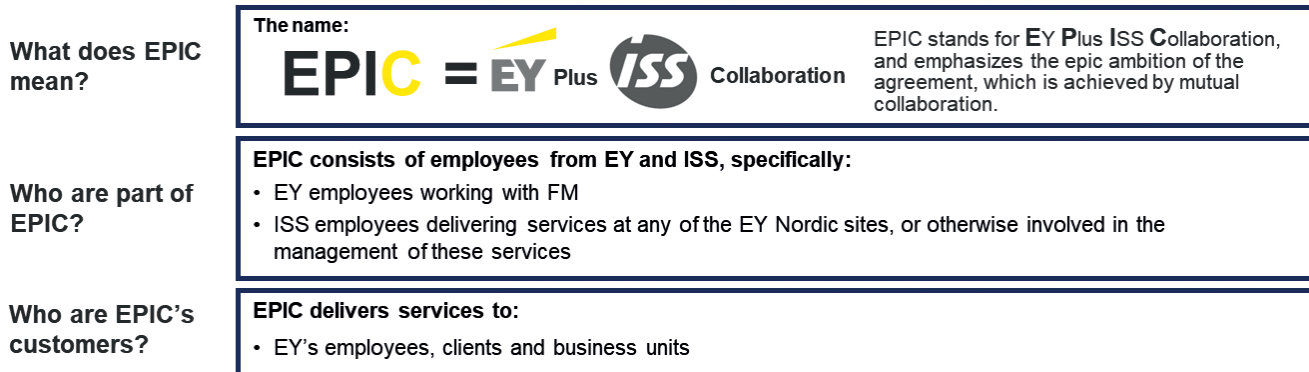 What does EPIC
mean?
The name:
EPIC = EY Plus ISS Collaboration
EPIC stands for EY Plus ISS Collaboration,
and emphasizes the epic ambition of the
agreement, which is achieved by mutual
collaboration.
Who are part of
EPIC?
EPIC consists of employees from EY and ISS, specifically:
• EY employees working with FM
• ISS employees delivering services at any of the EY Nordic sites, or otherwise involved in the
management of these services
Who are EPIC's
customers?
EPIC delivers services to:
• EY's employees, clients and business units